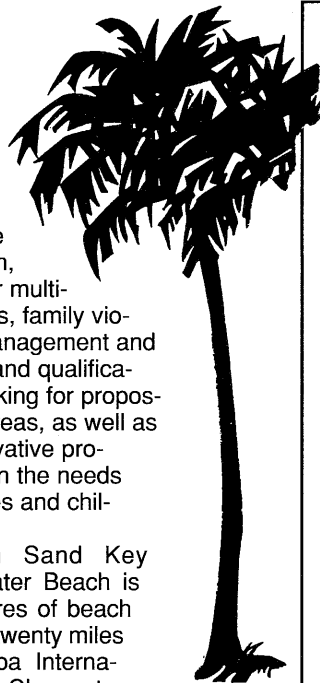 e
n,
r multi-
s, family vio-
anagement and
and qualifica-
king for propos-
eas, as well as
vative pro-
n the needs
s and chil-
Sand Key
ater Beach is
res of beach
wenty miles
pa Interna-